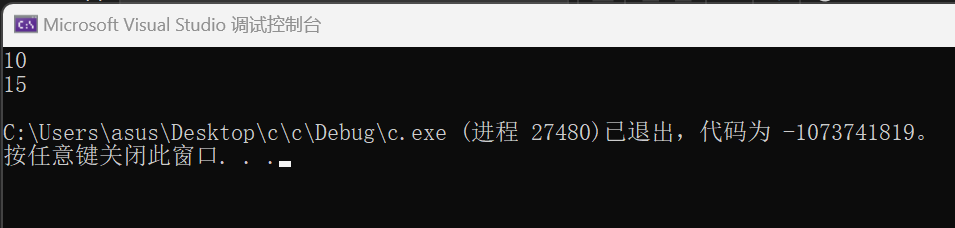 Microsoft Visual Studio 调试控制台
10
15
C:\Users\asus\Desktop\c\c\Debug\c.exe (进程 27480)已退出，代码为 -1073741819。
按任意键关闭此窗口. . .